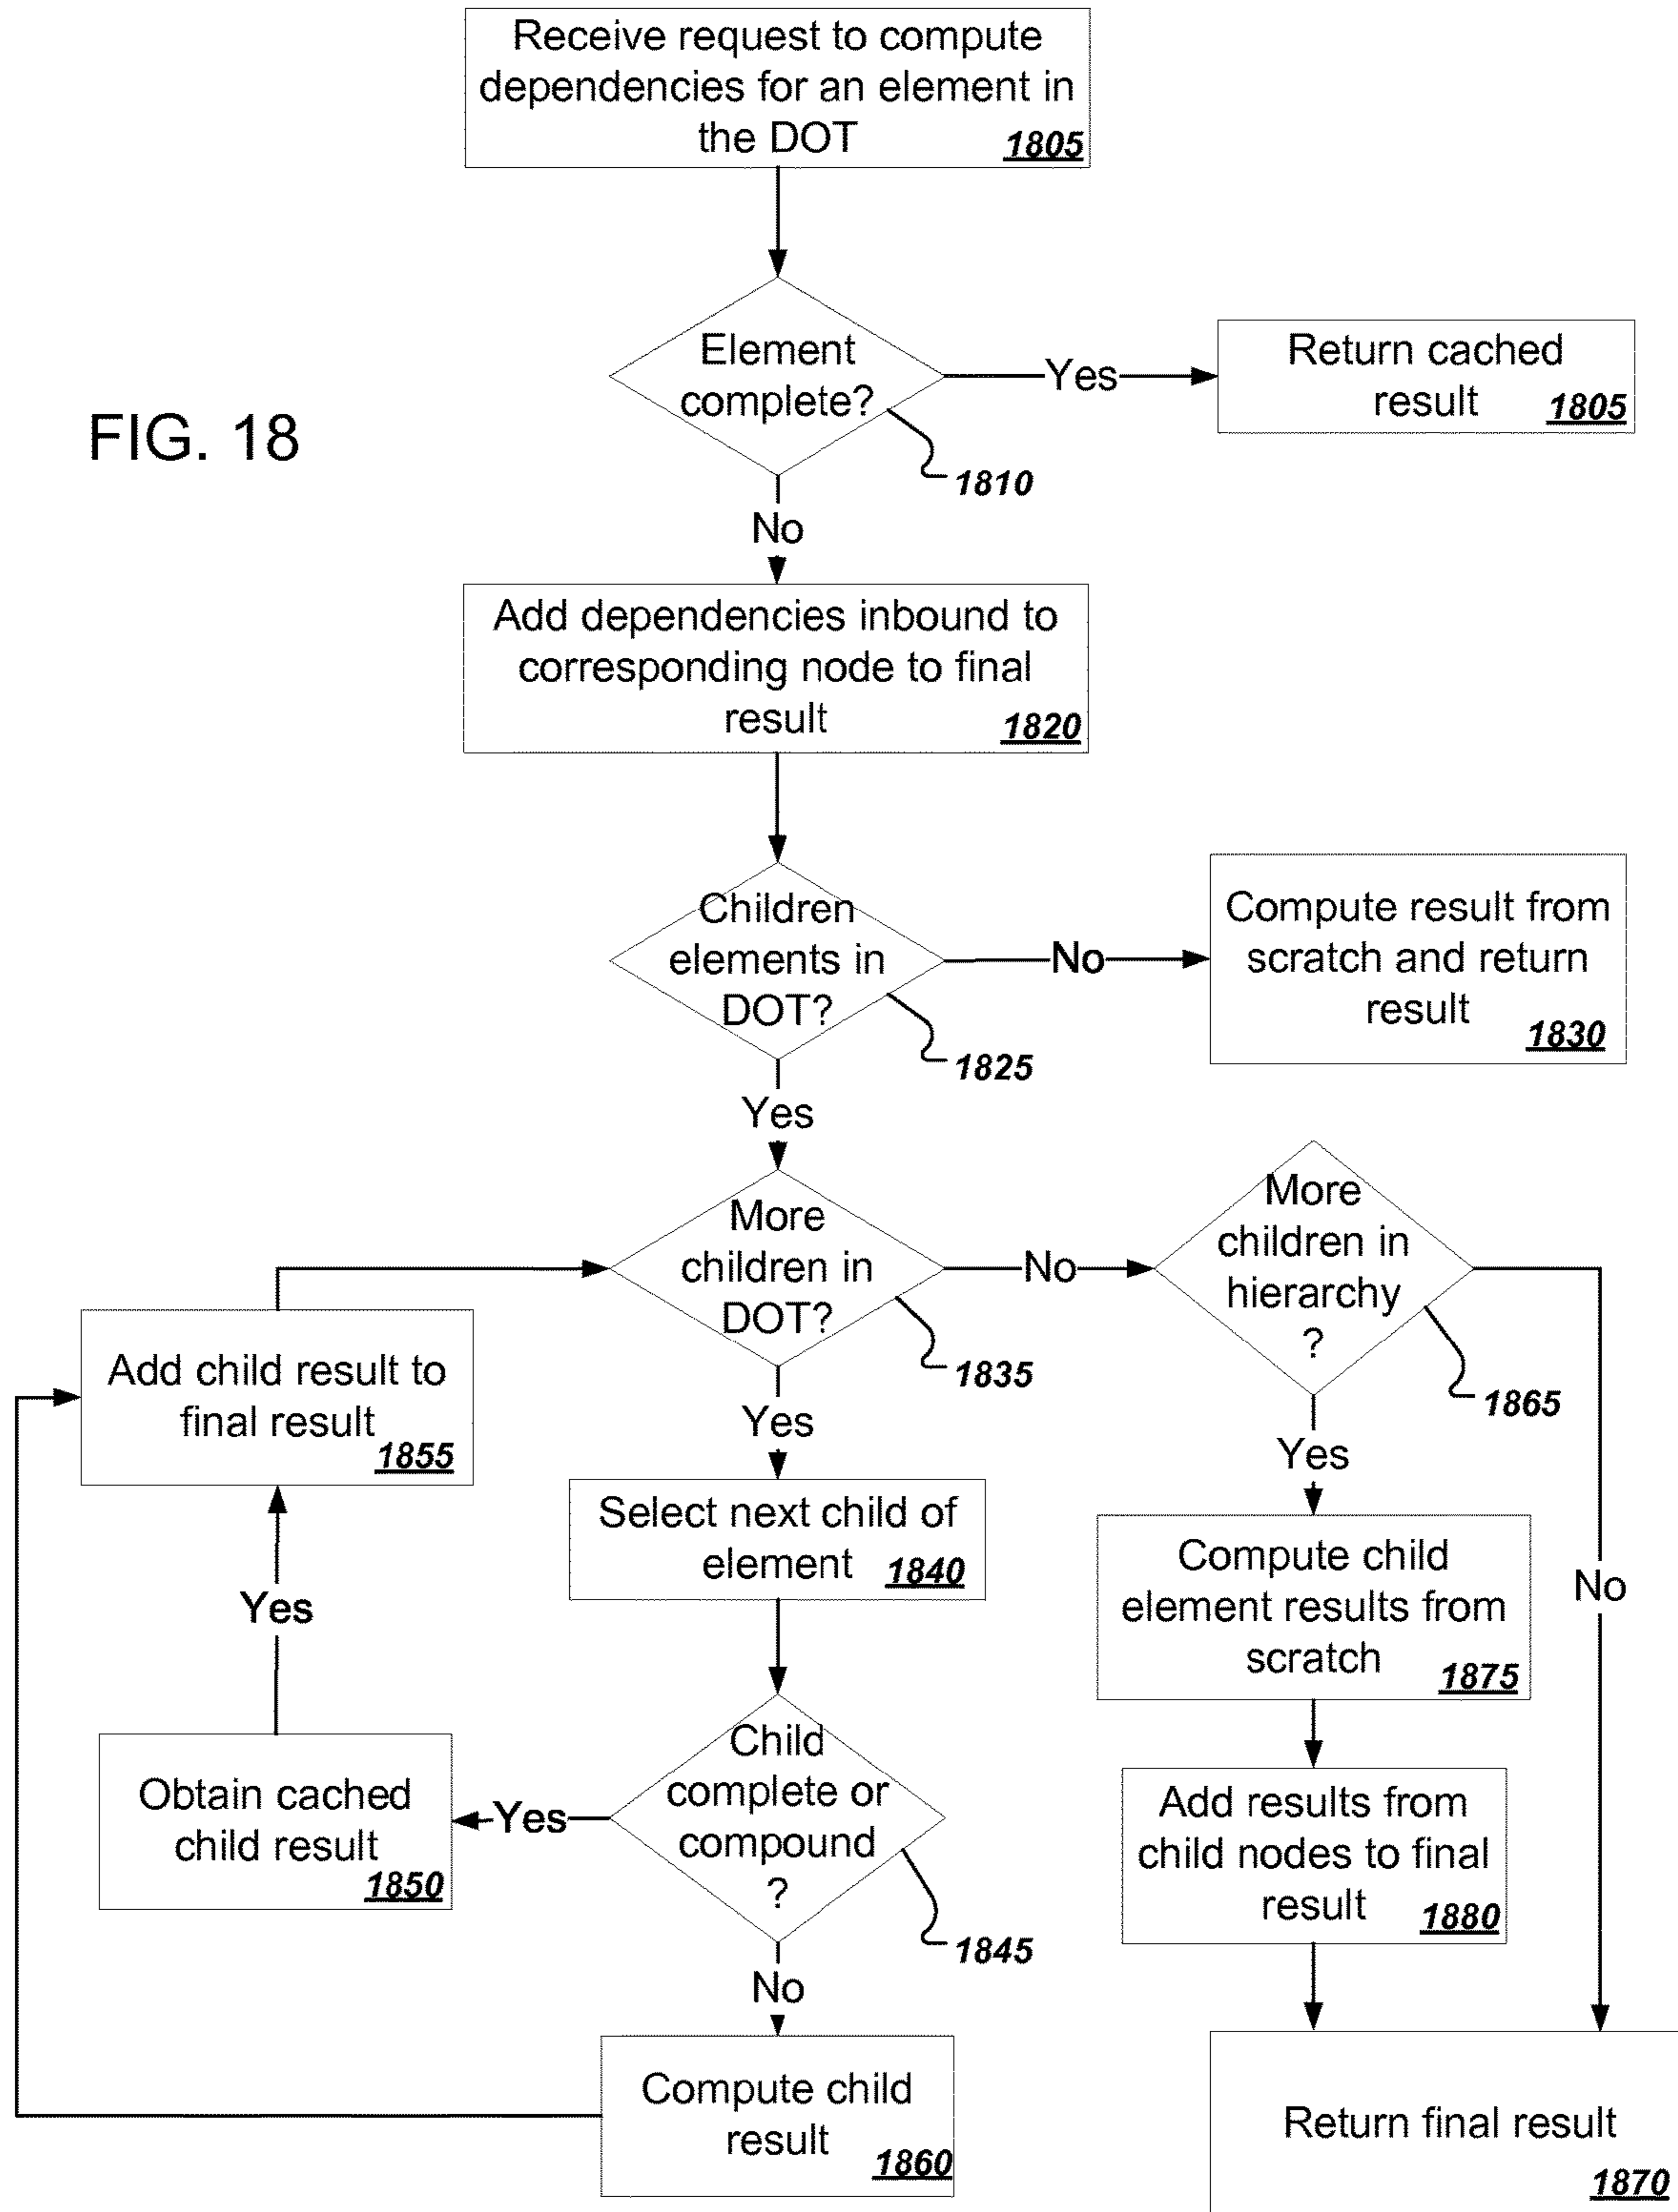 Receive request to compute
dependencies for an element in
the DOT 1805
Element
complete?
Yes
Return cached
result 1805
FIG. 18
1810
No
Add dependencies inbound to
corresponding node to final
result 1820
Children
elements in
DOT?
No
Compute result from
scratch and return
result
1830
1825
Yes
More
children in
DOT?
No
More
children in
hierarchy
?
1835
1865
Add child result to
final result
1855
Yes
Yes
No
Select next child of
element 1840
Compute child
element results from
scratch 1875
Yes
Child
complete or
compound
?
Yes
Obtain cached
child result
1850
1845
Add results from
child nodes to final
result 1880
No
Compute child
result 1860
Return final result
1870